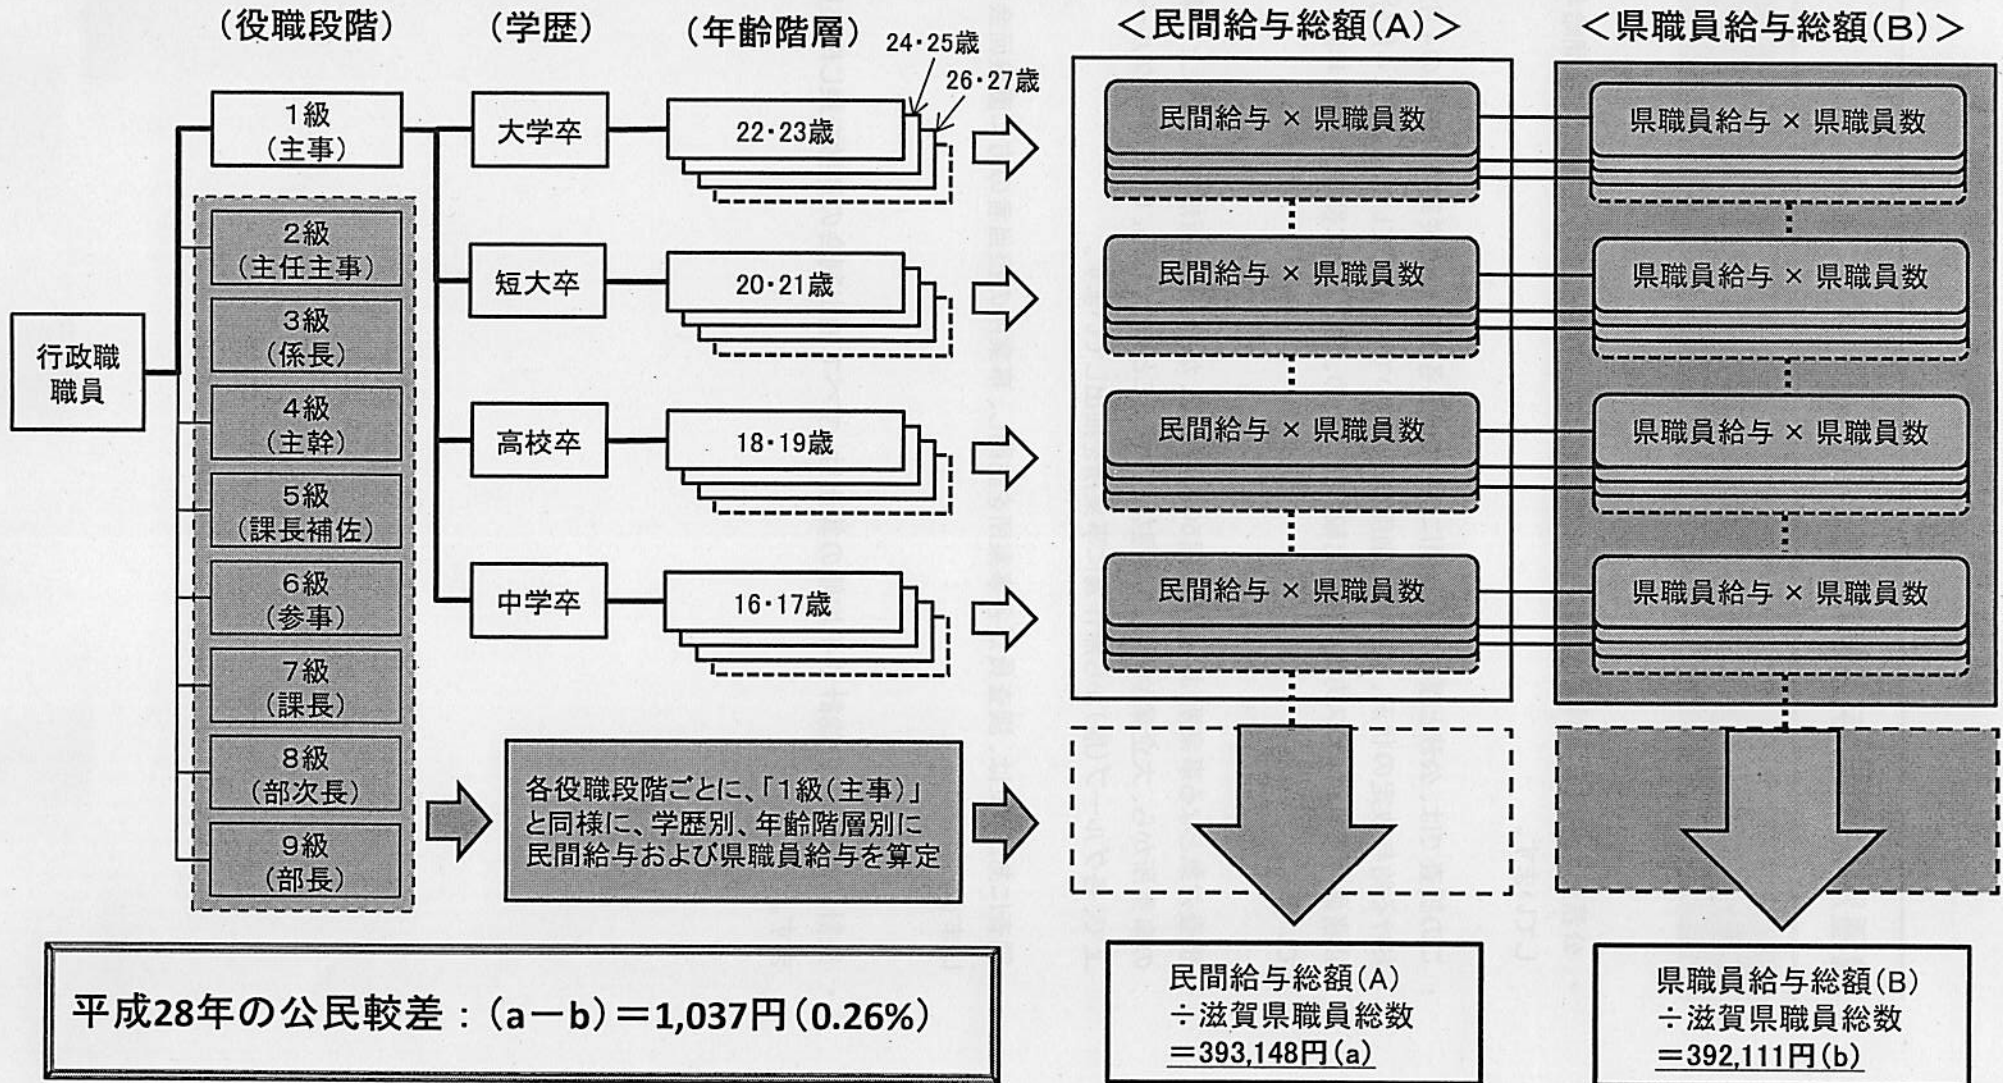 (役職段階)
(学歴)
(年齢階層)
24・25歳
26・27歳
<民間給与総額(A)>
<県職員給与総額(B)>
行政職
職員
1級
(主事)
2級
(主任主事)
3級
(係長)
4級
(主幹)
5級
(課長補佐)
6級
(参事)
7級
(課長)
8級
(部次長)
9級
(部長)
大学卒
22・23歳
民間給与 × 県職員数
県職員給与 × 県職員数
短大卒
20・21歳
民間給与 × 県職員数
県職員給与 × 県職員数
高校卒
18・19歳
民間給与 × 県職員数
県職員給与 × 県職員数
中学卒
16・17歳
民間給与 × 県職員数
県職員給与 × 県職員数
各役職段階ごとに、「1級(主事)」
と同様に、学歴別、年齢階層別に
民間給与および県職員給与を算定
民間給与総額(A)
÷滋賀県職員総数
=393,148円(a)
県職員給与総額(B)
÷滋賀県職員総数
=392,111円(b)
平成28年の公民較差:(a-b)=1,037円(0.26%)